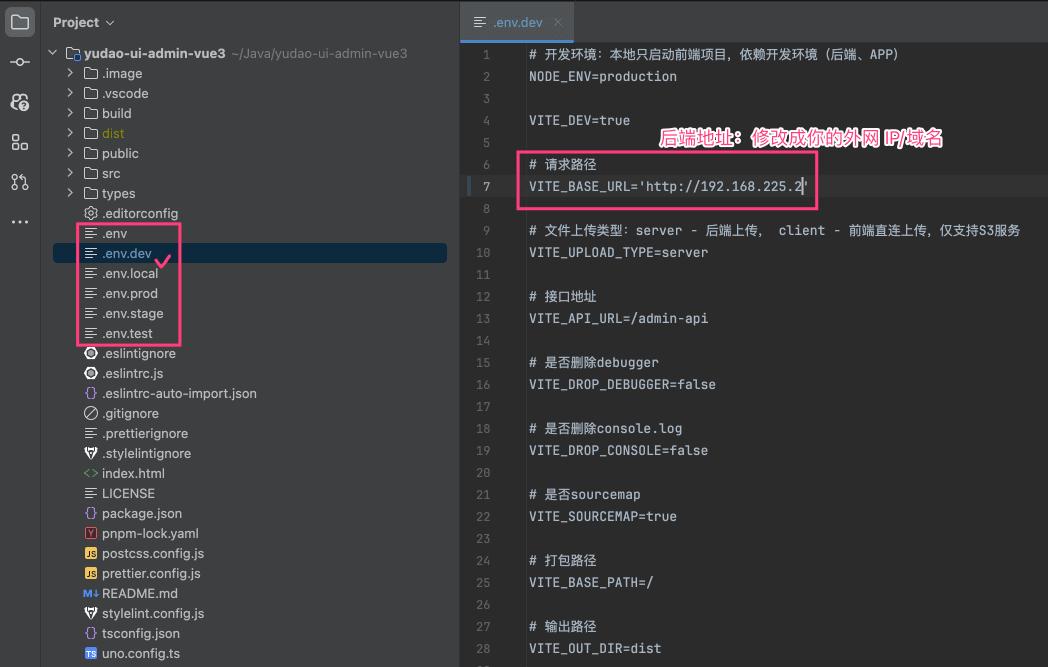 Project
yudao-ui-admin-vue3 ~/Java/yudao-ui-admin-vue3
.image
.vscode
build
dist
public
src
types
.editorconfig
.env
.env.dev
.env.local
.env.prod
.env.stage
.env.test
.eslintignore
.eslintrc.js
.eslintrc-auto-import.json
.gitignore
.prettierignore
.stylelintignore
index.html
LICENSE
package.json
pnpm-lock.yaml
postcss.config.js
prettier.config.js
README.md
stylelint.config.js
tsconfig.json
uno.config.ts
.env.dev
1 # 开发环境：本地只启动前端项目，依赖开发环境（后端、APP）
2 NODE_ENV=production
3
4 VITE_DEV=true
后端地址：修改成你的外网 IP/域名
5
6 # 请求路径
7 VITE_BASE_URL='http://192.168.225.2'
8
9 # 文件上传类型：server - 后端上传， client - 前端直连上传，仅支持S3服务
10 VITE_UPLOAD_TYPE=server
11
12 # 接口地址
13 VITE_API_URL=/admin-api
14
15 # 是否删除debugger
16 VITE_DROP_DEBUGGER=false
17
18 # 是否删除console.log
19 VITE_DROP_CONSOLE=false
20
21 # 是否sourcemap
22 VITE_SOURCEMAP=true
23
24 # 打包路径
25 VITE_BASE_PATH=/
26
27 # 输出路径
28 VITE_OUT_DIR=dist